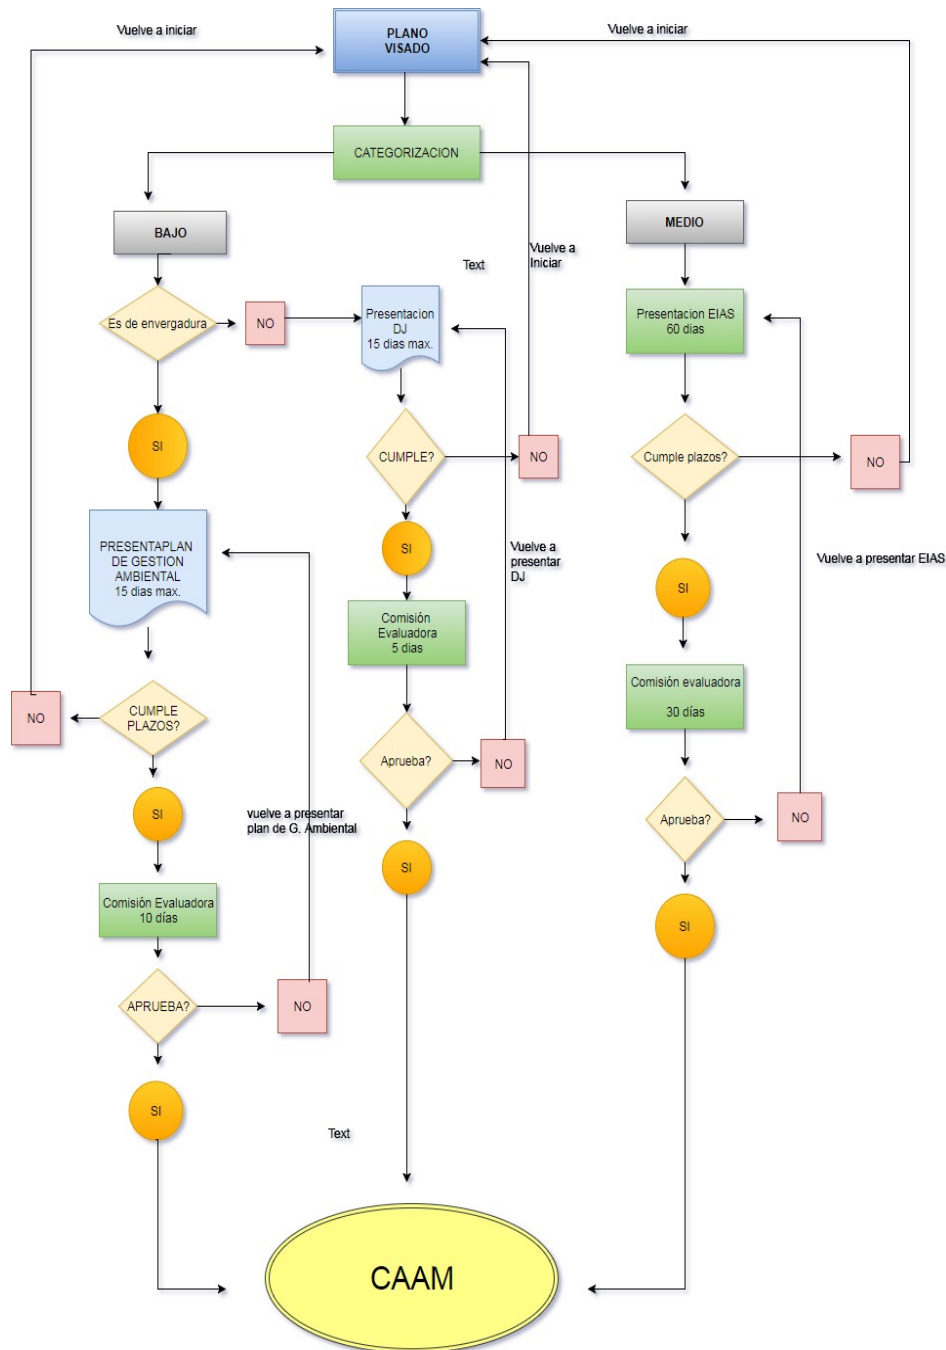 Vuelve a iniciar
PLANO
VISADO
Vuelve a iniciar
CATEGORIZACION
BAJO
MEDIO
Vuelve a
Iniciar
Text
Es de envergadura
NO
Presentacion
DJ
15 dias max.
Presentacion EIAS
60 dias
SI
CUMPLE?
NO
Cumple plazos?
NO
PRESENTAPLAN
DE GESTION
AMBIENTAL
15 dias max.
SI
Vuelve a
presentar
DJ
Vuelve a presentar EIAS
SI
Comisión
Evaluadora
5 dias
Comisión evaluadora
30 días
NO
CUMPLE
PLAZOS?
Aprueba?
NO
SI
vuelve a presentar
plan de G. Ambiental
Aprueba?
NO
SI
Comisión Evaluadora
10 días
SI
APRUEBA?
NO
SI
Text
CAAM